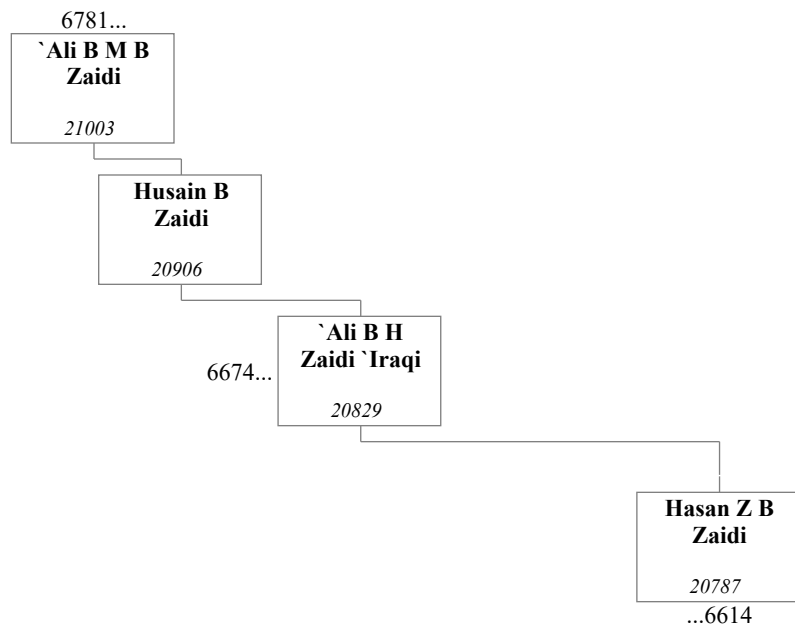 6781...
`Ali B M B
Zaidi
21003
Husain B
Zaidi
20906
`Ali B H
Zaidi `Iraqi
6674...
20829
Hasan Z B
Zaidi
20787
...6614